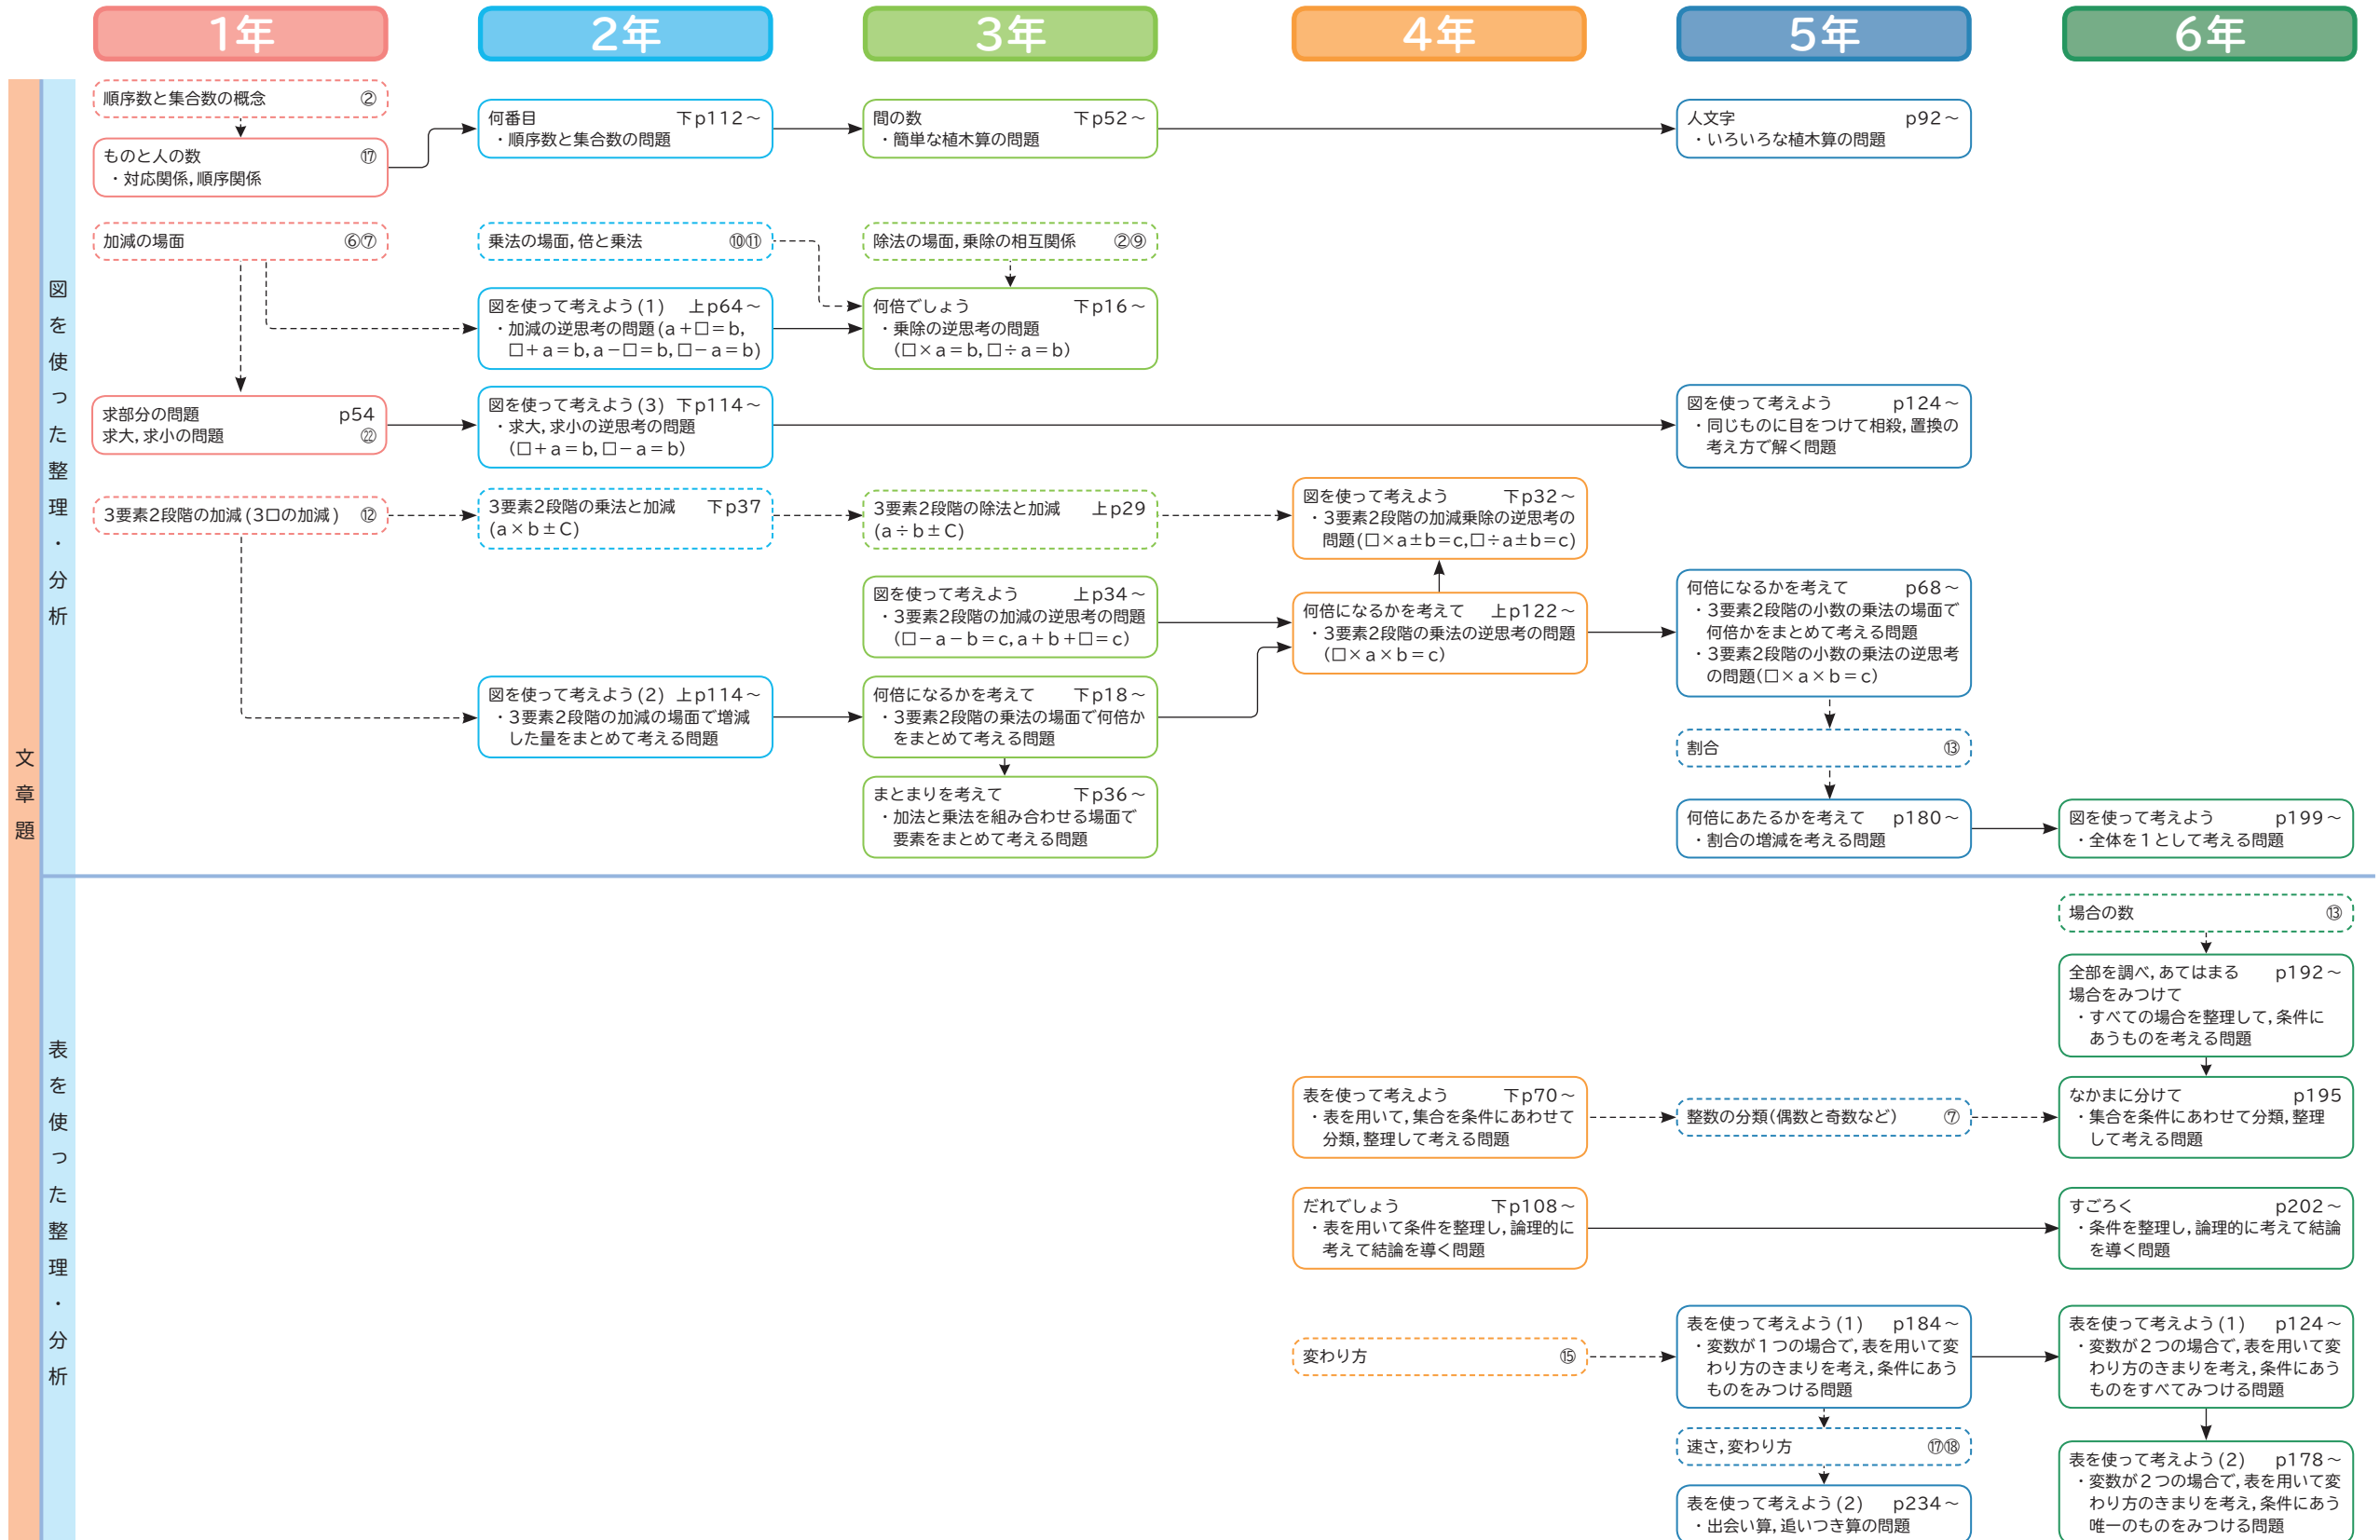 1年
2年
3年
4年
5年
6年
文章題
図を使った整理・分析
順序数と集合数の概念 ②
ものと人の数 ⑰
・対応関係,順序関係
何番目 下p112～
・順序数と集合数の問題
間の数 下p52～
・簡単な植木算の問題
人文字 p92～
・いろいろな植木算の問題
加減の場面 ⑥⑦
乗法の場面,倍と乗法 ⑩⑪
除法の場面,乗除の相互関係 ②⑨
図を使って考えよう(1) 上p64～
・加減の逆思考の問題(a＋□＝b,
□＋a＝b,a－□＝b,□－a＝b)
何倍でしょう 下p16～
・乗除の逆思考の問題
(□×a＝b,□÷a＝b)
求部分の問題 p54
求大,求小の問題 ㉒
図を使って考えよう(3) 下p114～
・求大,求小の逆思考の問題
(□＋a＝b,□－a＝b)
図を使って考えよう p124～
・同じものに目をつけて相殺,置換の
考え方で解く問題
3要素2段階の加減(3口の加減) ⑫
3要素2段階の乗法と加減 下p37
(a×b±C)
3要素2段階の除法と加減 上p29
(a÷b±C)
図を使って考えよう 下p32～
・3要素2段階の加減乗除の逆思考の
問題(□×a±b=c,□÷a±b=c)
図を使って考えよう 上p34～
・3要素2段階の加減の逆思考の問題
(□－a－b＝c,a＋b＋□＝c)
何倍になるかを考えて 上p122～
・3要素2段階の乗法の逆思考の問題
(□×a×b＝c)
何倍になるかを考えて p68～
・3要素2段階の小数の乗法の場面で
何倍かをまとめて考える問題
・3要素2段階の小数の乗法の逆思考
の問題(□×a×b＝c)
図を使って考えよう(2) 上p114～
・3要素2段階の加減の場面で増減
した量をまとめて考える問題
何倍になるかを考えて 下p18～
・3要素2段階の乗法の場面で何倍か
をまとめて考える問題
割合 ⑬
まとまりを考えて 下p36～
・加法と乗法を組み合わせる場面で
要素をまとめて考える問題
何倍にあたるかを考えて p180～
・割合の増減を考える問題
図を使って考えよう p199～
・全体を1として考える問題
表を使った整理・分析
場合の数 ⑬
全部を調べ,あてはまる p192～
場合をみつけて
・すべての場合を整理して,条件に
あうものを考える問題
表を使って考えよう 下p70～
・表を用いて,集合を条件にあわせて
分類,整理して考える問題
整数の分類(偶数と奇数など) ⑦
なかまに分けて p195
・集合を条件にあわせて分類,整理
して考える問題
だれでしょう 下p108～
・表を用いて条件を整理し,論理的に
考えて結論を導く問題
すごろく p202～
・条件を整理し,論理的に考えて結論
を導く問題
変わり方 ⑮
表を使って考えよう(1) p184～
・変数が1つの場合で,表を用いて変
わり方のきまりを考え,条件にあう
ものをみつける問題
表を使って考えよう(1) p124～
・変数が2つの場合で,表を用いて変
わり方のきまりを考え,条件にあう
ものをすべてみつける問題
速さ,変わり方 ⑰⑱
表を使って考えよう(2) p234～
・出会い算,追いつき算の問題
表を使って考えよう(2) p178～
・変数が2つの場合で,表を用いて変
わり方のきまりを考え,条件にあう
唯一のものをみつける問題